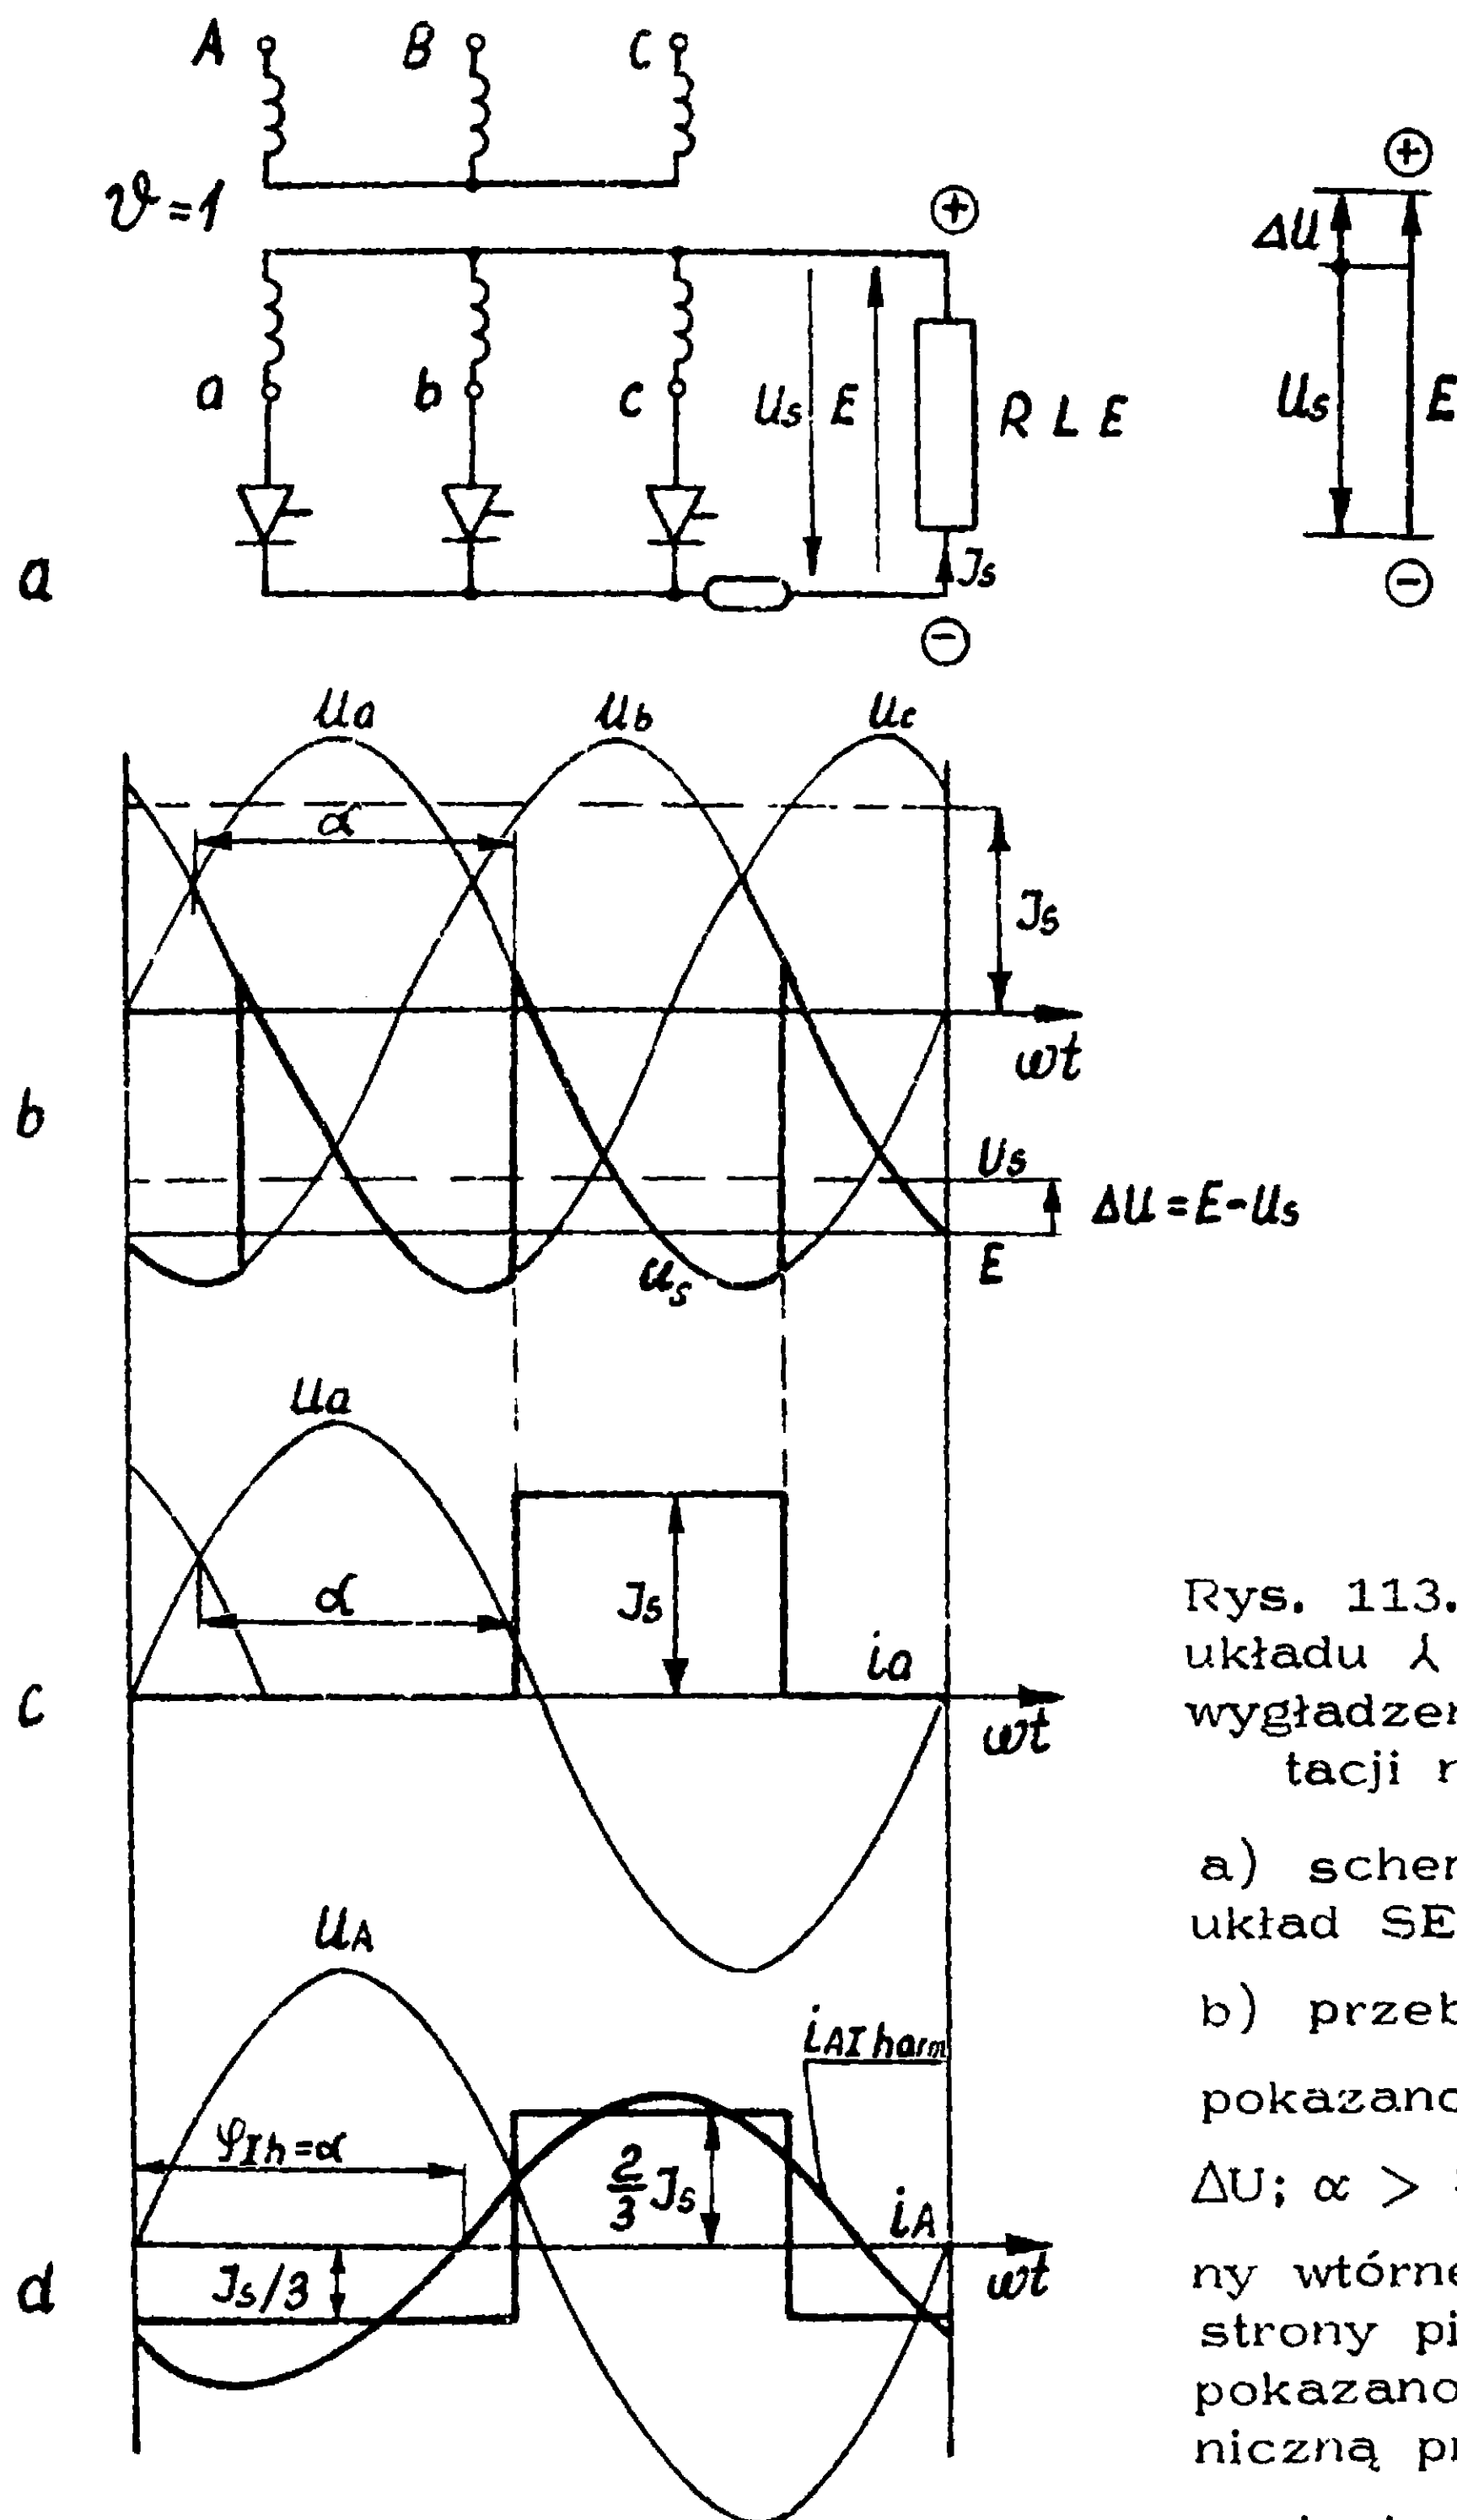 A B C
ϑ=1
+
+
ΔU
a b c
Us E
R L E
Us E
a
Js
−
−
ua ub uc
α
Js
ωt
b
Us
ΔU=E-Us
E
us
ua
α
Js
ia
ωt
c
uA
iAI harm
φIh=α
2/3 Js
iA
Js/3
ωt
d
Rys. 113.
układu ⅄
wygładzer
tacji r
a) scher
układ SE
b) przeb
pokazano
ΔU; α >
ny wtórne
strony pi
pokazano
niczną pr